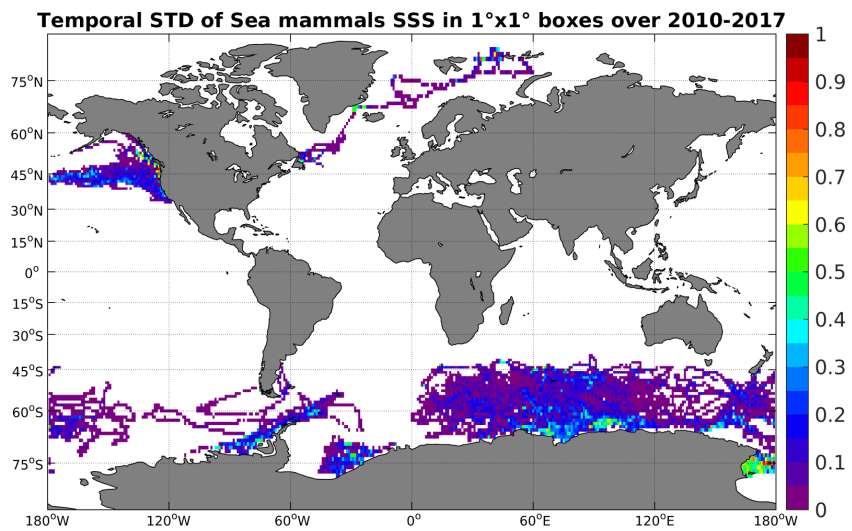 Temporal STD of Sea mammals SSS in 1°x1° boxes over 2010-2017
75°N
60°N
45°N
30°N
15°N
0°
15°S
30°S
45°S
60°S
75°S
180°W
120°W
60°W
0°
60°E
120°E
180°W
1
0.9
0.8
0.7
0.6
0.5
0.4
0.3
0.2
0.1
0